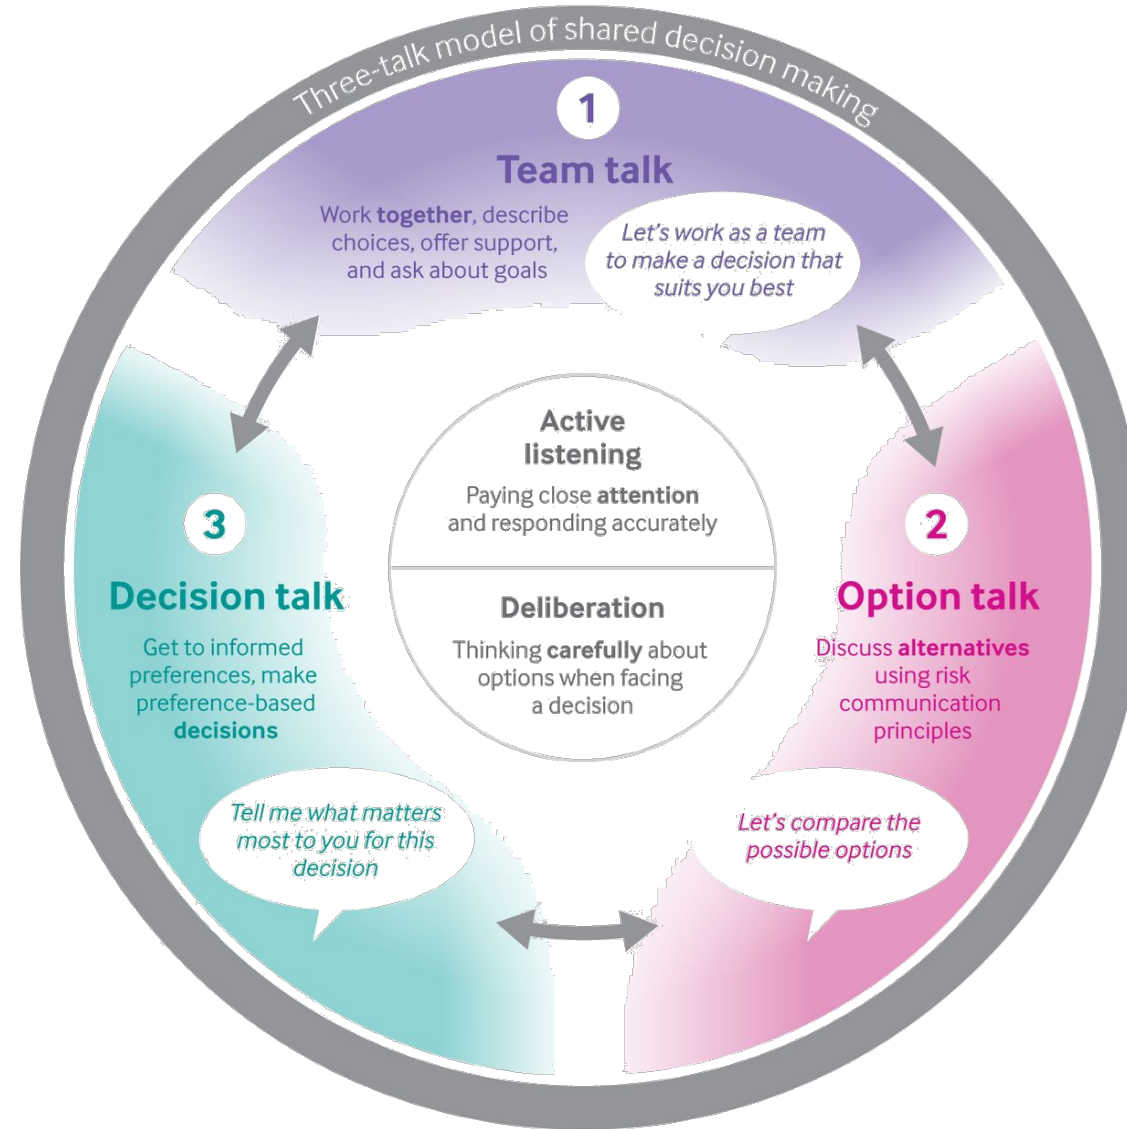 Three-talk model of shared decision making
1
Team talk
Work together, describe
choices, offer support,
and ask about goals
Let's work as a team
to make a decision that
suits you best
Active
listening
Paying close attention
and responding accurately
Deliberation
Thinking carefully about
options when facing
a decision
2
Option talk
Discuss alternatives
using risk
communication
principles
Let's compare the
possible options
3
Decision talk
Get to informed
preferences, make
preference-based
decisions
Tell me what matters
most to you for this
decision